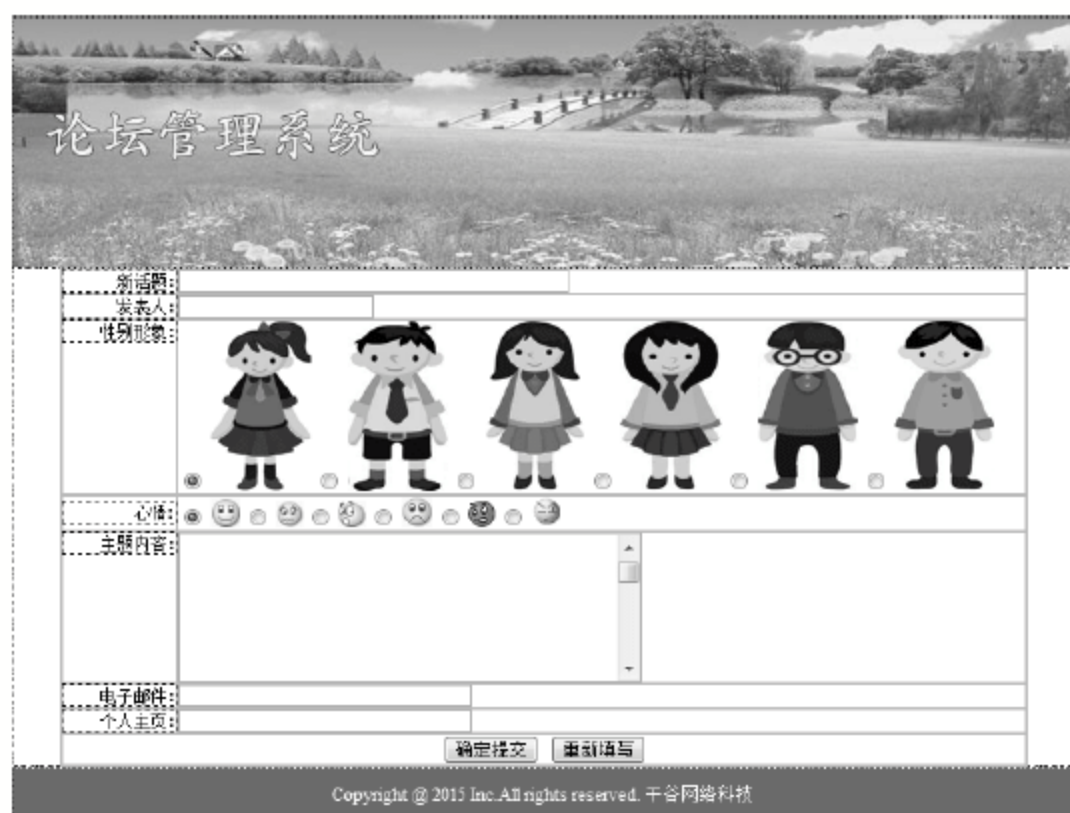 论坛管理系统
新话题:
发表人:
性别形象:
心情:
主题内容:
电子邮件:
个人主页:
确定提交 重新填写
Copyright @ 2015 Inc.All rights reserved. 千谷网络科技